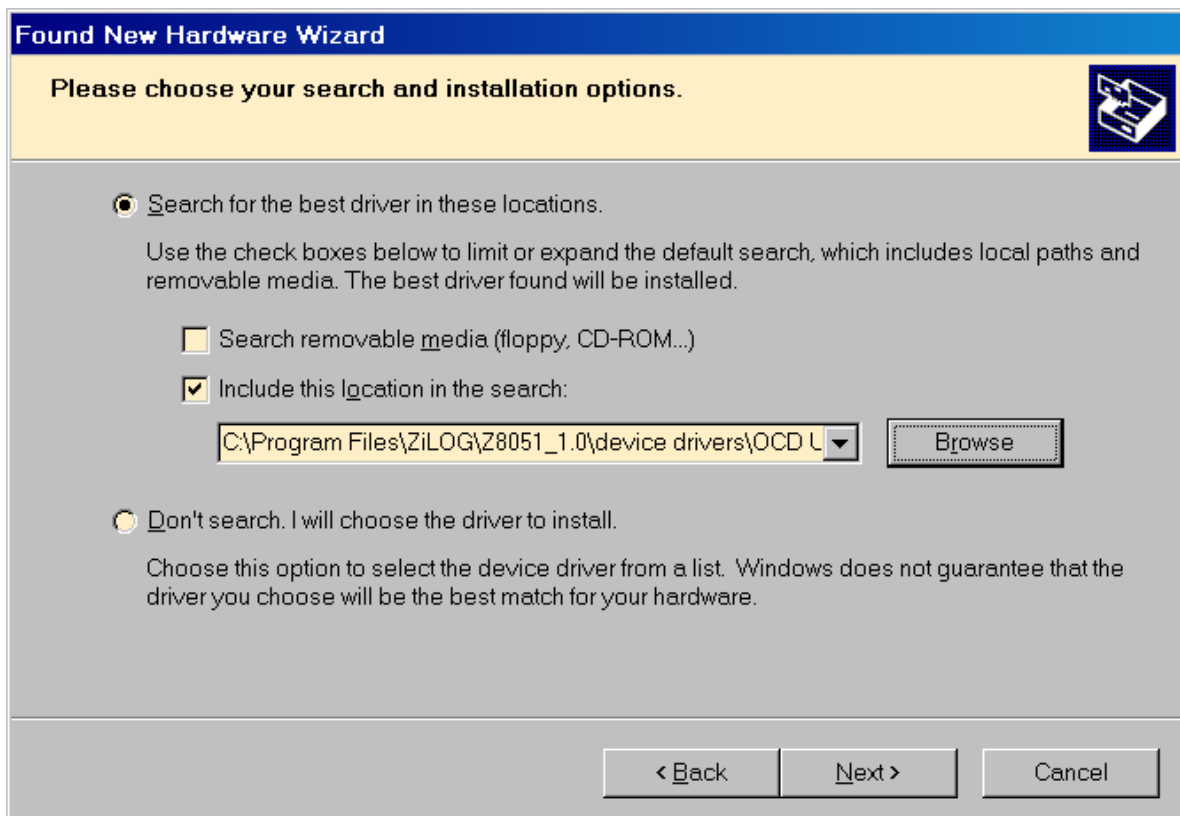 Found New Hardware Wizard
Please choose your search and installation options.
Search for the best driver in these locations.
Use the check boxes below to limit or expand the default search, which includes local paths and
removable media. The best driver found will be installed.
Search removable media (floppy, CD-ROM...)
Include this location in the search:
C:\Program Files\ZiLOG\Z8051_1.0\device drivers\OCD U
Browse
Don't search. I will choose the driver to install.
Choose this option to select the device driver from a list. Windows does not guarantee that the
driver you choose will be the best match for your hardware.
< Back Next > Cancel